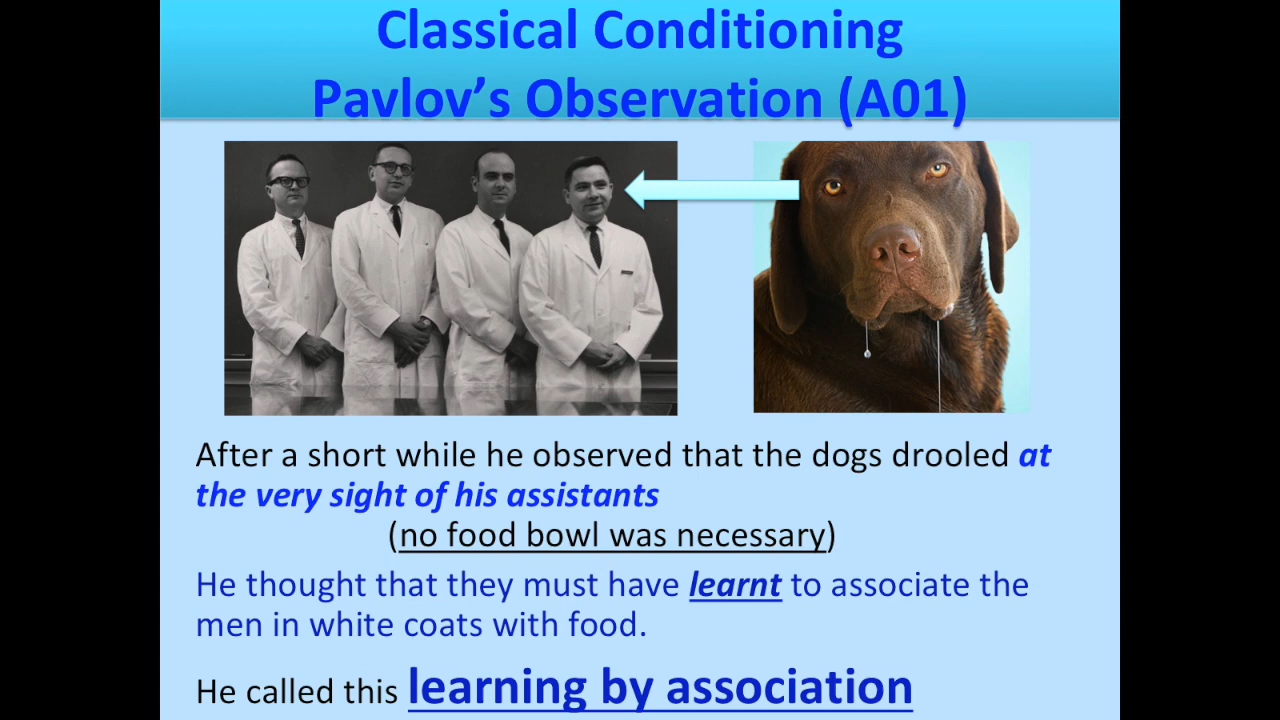 Classical Conditioning
Pavlov’s Observation (A01)
After a short while he observed that the dogs drooled at
the very sight of his assistants
(no food bowl was necessary)
He thought that they must have learnt to associate the
men in white coats with food.
He called this learning by association